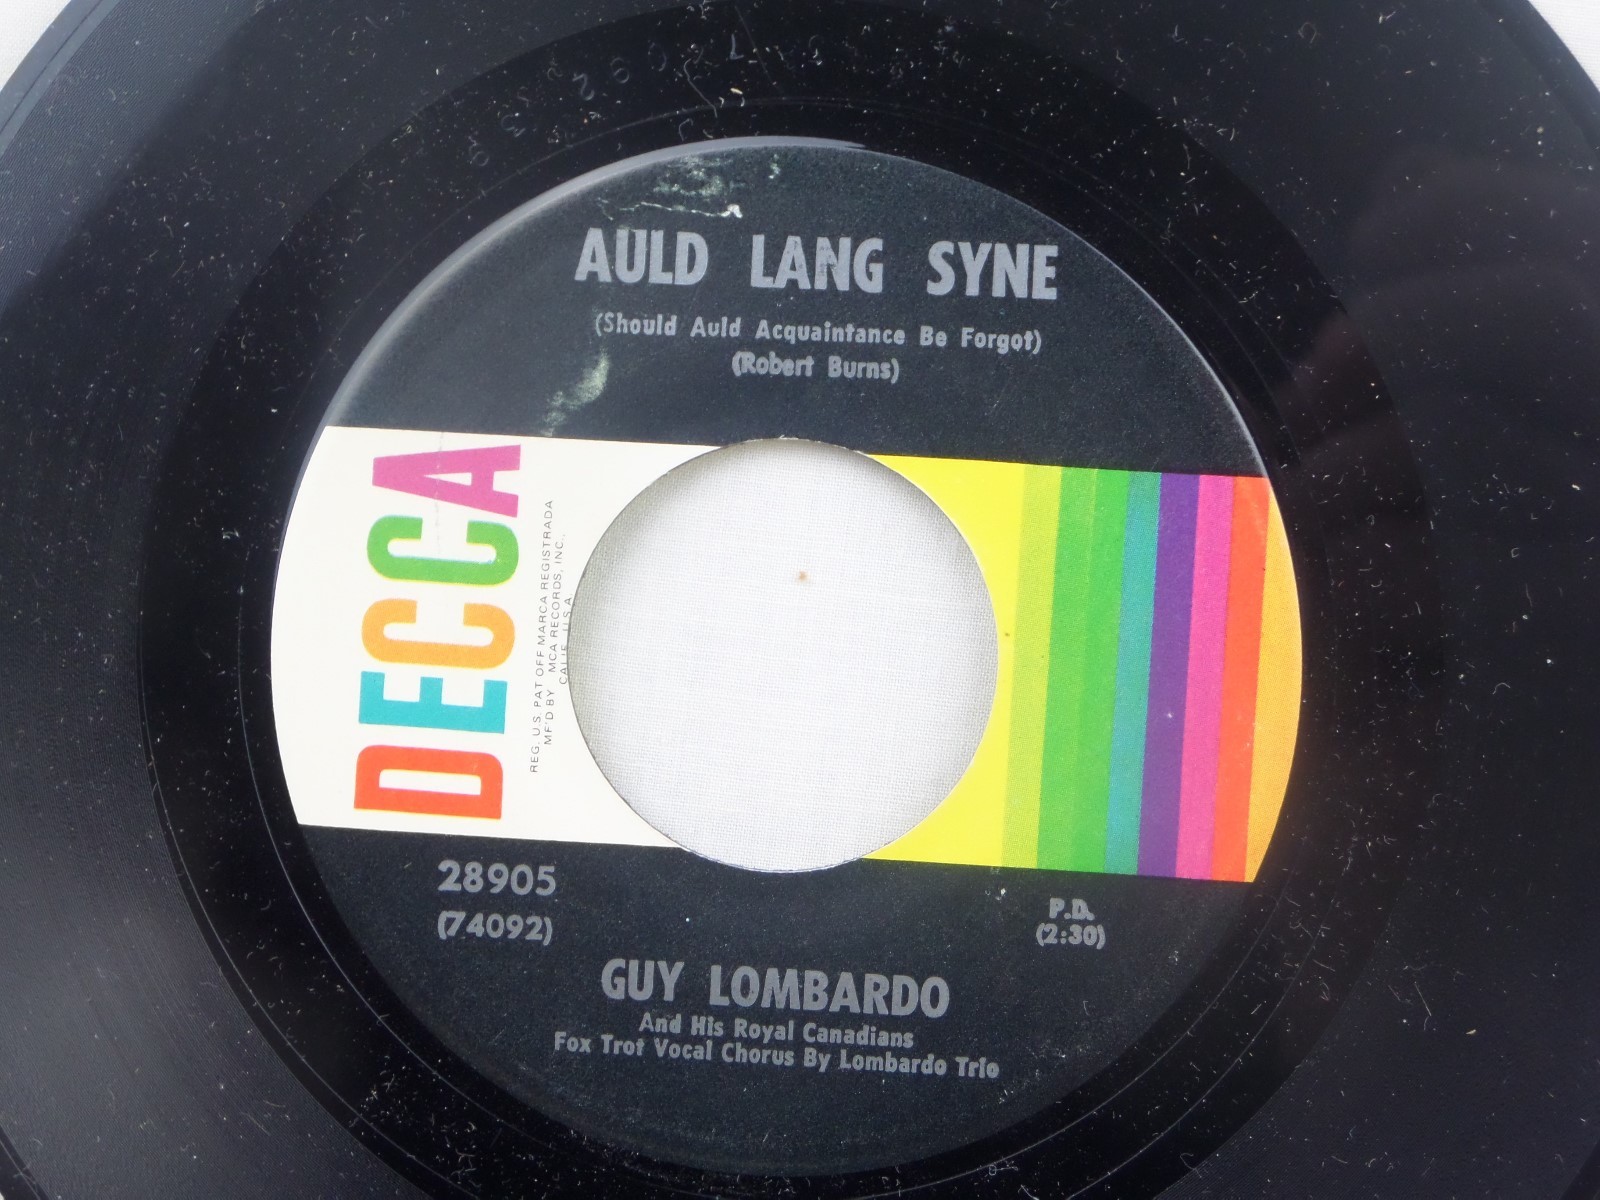 AULD LANG SYNE
(Should Auld Acquaintance Be Forgot)
(Robert Burns)
DECCA
REG. U.S. PAT OFF MARCA REGISTRADA
MF'D BY MCA RECORDS, INC.,
CALIF., U.S.A.
28905
(74092)
P.D.
(2:30)
GUY LOMBARDO
And His Royal Canadians
Fox Trot Vocal Chorus By Lombardo Trio